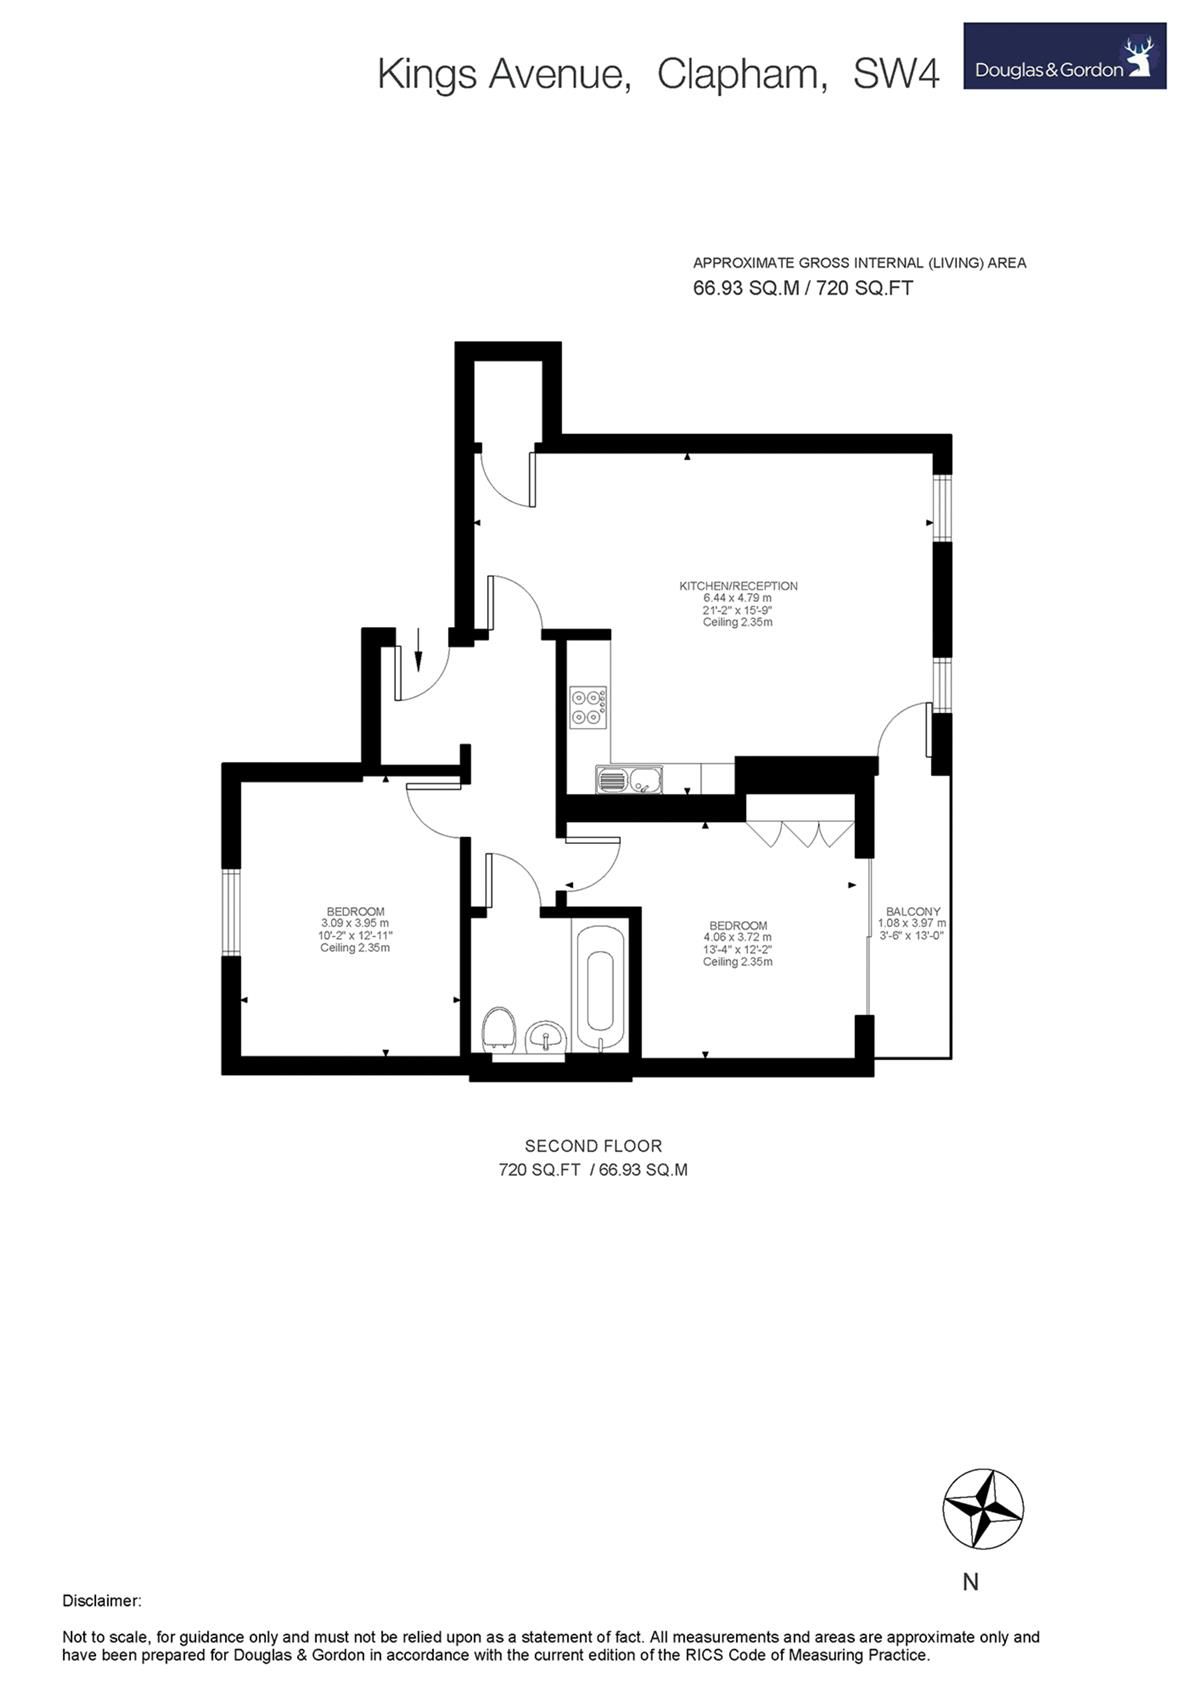 Kings Avenue, Clapham, SW4
Douglas&Gordon
APPROXIMATE GROSS INTERNAL (LIVING) AREA
66.93 SQ.M / 720 SQ.FT
KITCHEN/RECEPTION
6.44 x 4.79 m
21'-2" x 15'-9"
Ceiling 2.35m
BEDROOM
3.09 x 3.95 m
10'-2" x 12'-11"
Ceiling 2.35m
BEDROOM
4.06 x 3.72 m
13'-4" x 12'-2"
Ceiling 2.35m
BALCONY
1.08 x 3.97 m
3'-6" x 13'-0"
SECOND FLOOR
720 SQ.FT / 66.93 SQ.M
N
Disclaimer:
Not to scale, for guidance only and must not be relied upon as a statement of fact. All measurements and areas are approximate only and
have been prepared for Douglas & Gordon in accordance with the current edition of the RICS Code of Measuring Practice.